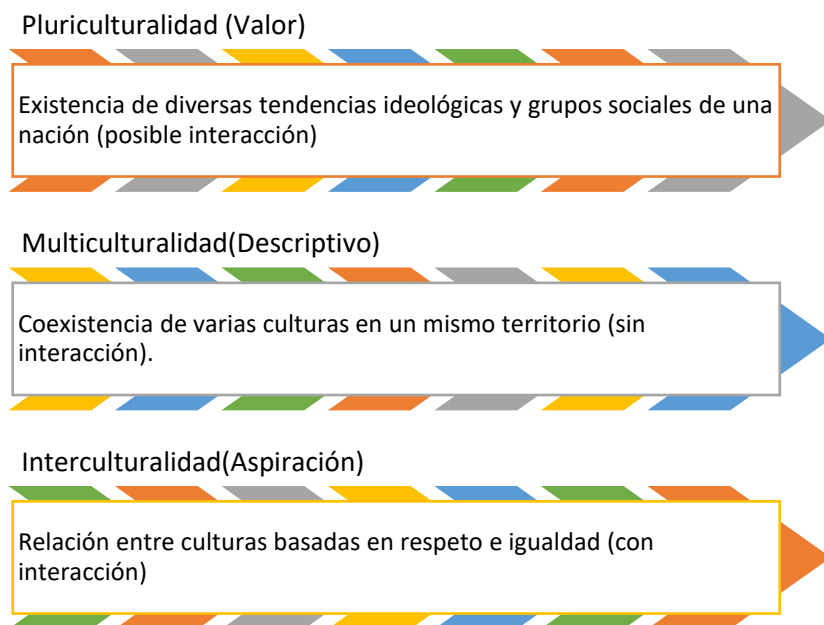 Pluriculturalidad (Valor)
Existencia de diversas tendencias ideológicas y grupos sociales de una
nación (posible interacción)
Multiculturalidad(Descriptivo)
Coexistencia de varias culturas en un mismo territorio (sin
interacción).
Interculturalidad(Aspiración)
Relación entre culturas basadas en respeto e igualdad (con
interacción)